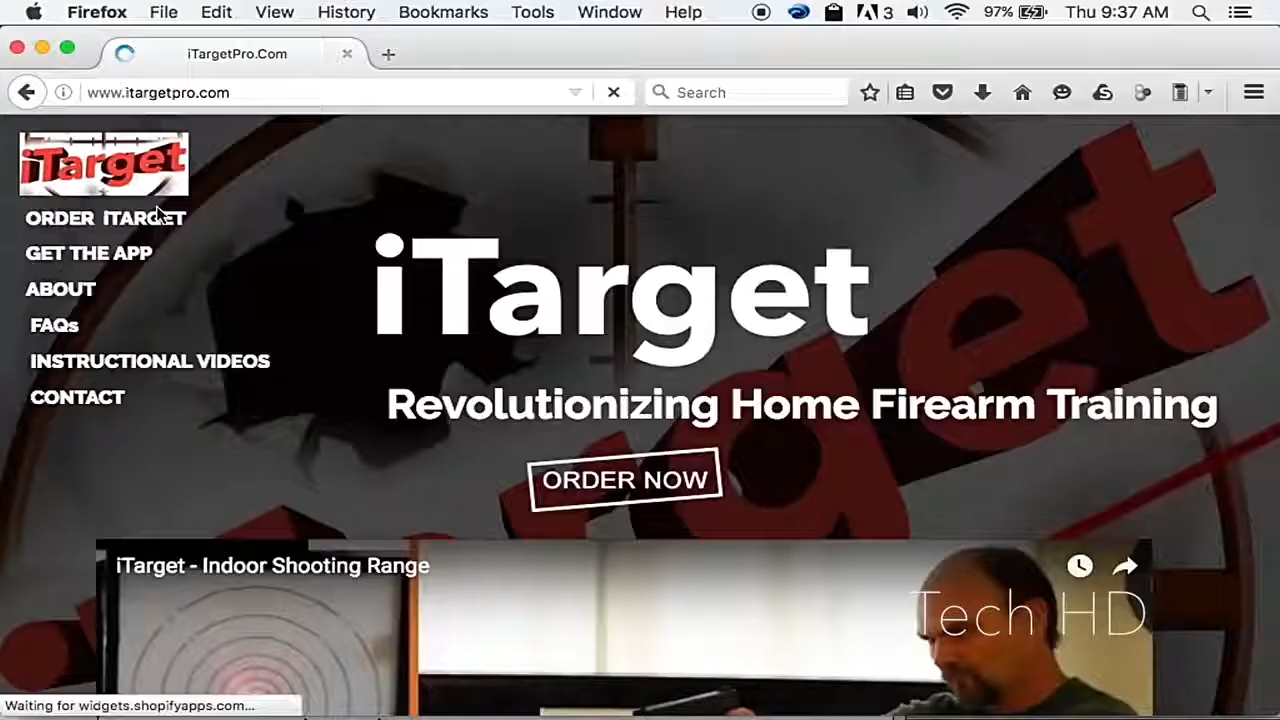 Firefox File Edit View History Bookmarks Tools Window Help 3 97% Thu 9:37 AM
iTargetPro.Com
www.itargetpro.com Search
iTarget
ORDER iTARGET
GET THE APP
ABOUT
FAQs
INSTRUCTIONAL VIDEOS
CONTACT
iTarget
Revolutionizing Home Firearm Training
ORDER NOW
iTarget - Indoor Shooting Range
Tech HD
Waiting for widgets.shopifyapps.com...